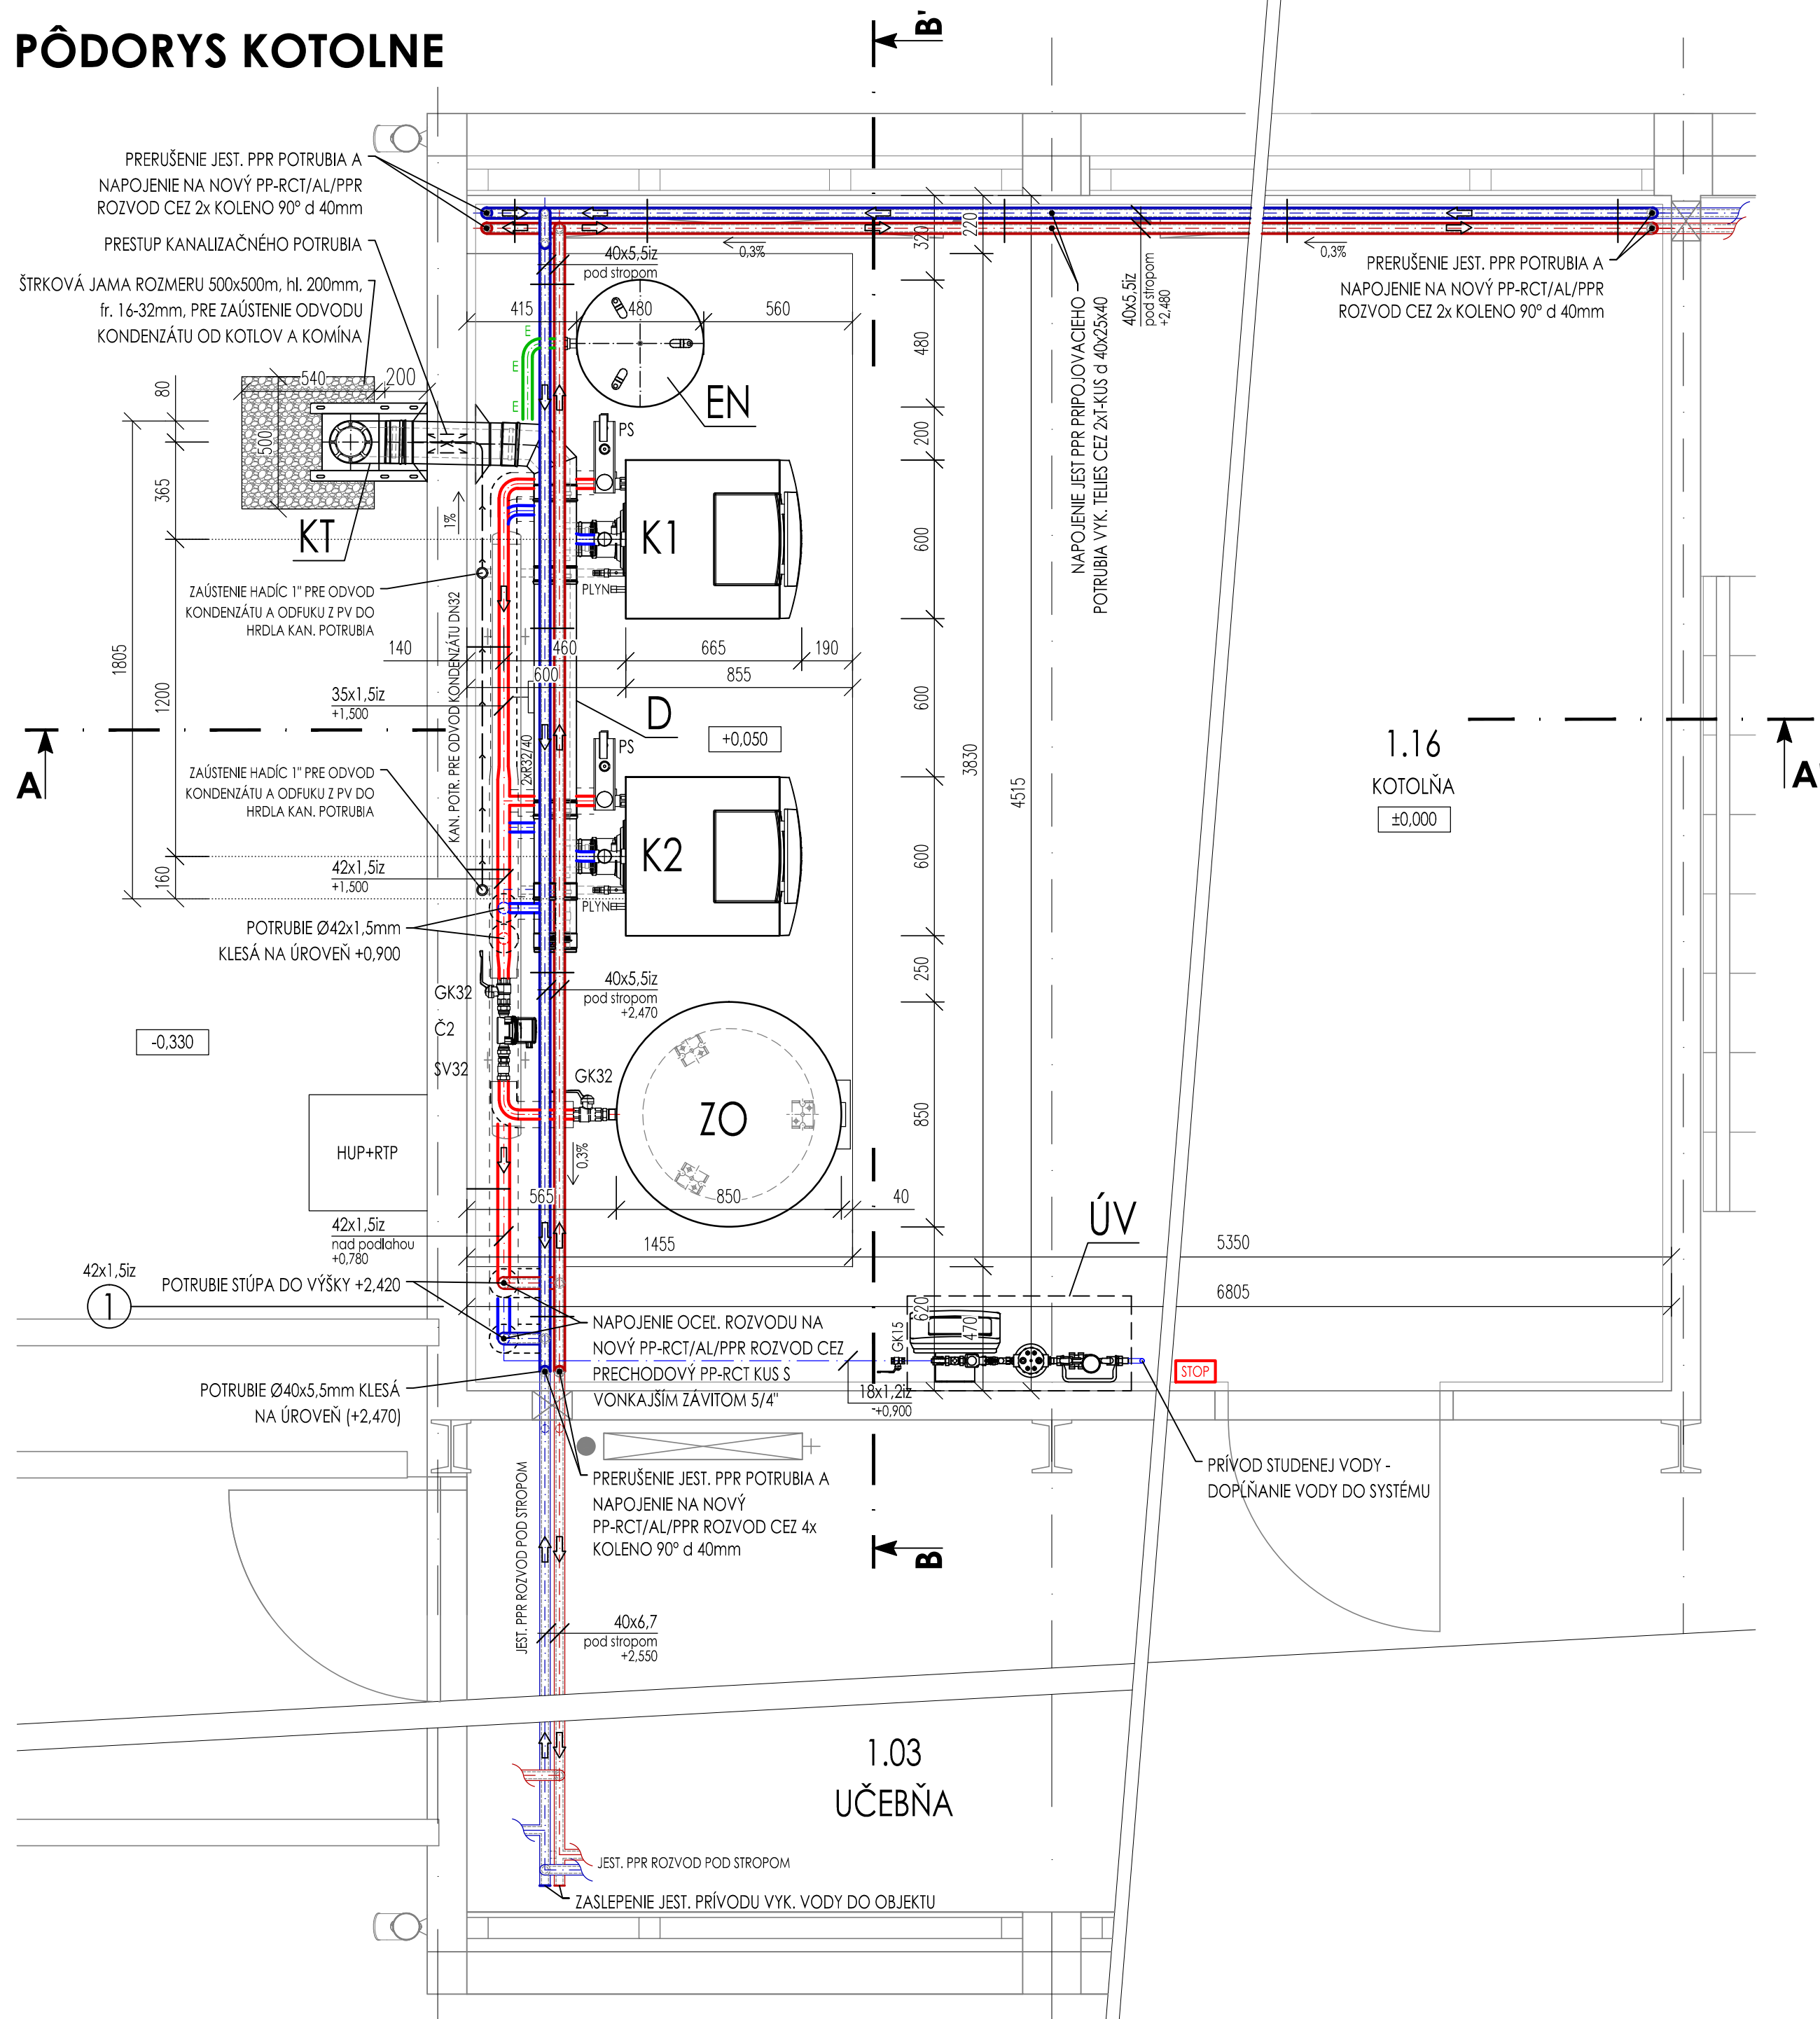 PÔDORYS KOTOLNE
B'
PRERUŠENIE JEST. PPR POTRUBIA A
NAPOJENIE NA NOVÝ PP-RCT/AL/PPR
ROZVOD CEZ 2x KOLENO 90° d 40mm
PRESTUP KANALIZAČNÉHO POTRUBIA
ŠTRKOVÁ JAMA ROZMERU 500x500m, hl. 200mm,
fr. 16-32mm, PRE ZAÚSTENIE ODVODU
KONDENZÁTU OD KOTLOV A KOMÍNA
40x5,5iz
pod stropom
0,3%
320
220
40x5,5iz
pod stropom
+2,480
0,3%
PRERUŠENIE JEST. PPR POTRUBIA A
NAPOJENIE NA NOVÝ PP-RCT/AL/PPR
ROZVOD CEZ 2x KOLENO 90° d 40mm
NAPOJENIE JEST PPR PRIPOJOVACIEHO
POTRUBIA VYK. TELIES CEZ 2xT-KUS d 40x25x40
415
480
560
E
E
E
EN
480
200
80
540
200
500
365
KT
1%
PS
K1
PLYN
600
ZAÚSTENIE HADÍC 1" PRE ODVOD
KONDENZÁTU A ODFUKU Z PV DO
HRDLA KAN. POTRUBIA
KAN. POTR. PRE ODVOD KONDENZÁTU DN32
1805
1200
140
460
665
190
600
855
35x1,5iz
+1,500
D
+0,050
600
3830
4515
2xR32/40
PS
1.16
KOTOLŇA
±0,000
A
A'
ZAÚSTENIE HADÍC 1" PRE ODVOD
KONDENZÁTU A ODFUKU Z PV DO
HRDLA KAN. POTRUBIA
K2
PLYN
600
42x1,5iz
+1,500
160
POTRUBIE Ø42x1,5mm
KLESÁ NA ÚROVEŇ +0,900
40x5,5iz
pod stropom
+2,470
250
GK32
Č2
SV32
-0,330
GK32
ZO
850
0,3%
HUP+RTP
565
850
40
42x1,5iz
nad podlahou
+0,780
1455
ÚV
5350
6805
42x1,5iz
1
POTRUBIE STÚPA DO VÝŠKY +2,420
NAPOJENIE OCEĽ. ROZVODU NA
NOVÝ PP-RCT/AL/PPR ROZVOD CEZ
PRECHODOVÝ PP-RCT KUS S
VONKAJŠÍM ZÁVITOM 5/4"
GK15
620
470
STOP
18x1,2iz
+0,900
POTRUBIE Ø40x5,5mm KLESÁ
NA ÚROVEŇ (+2,470)
JEST. PPR ROZVOD POD STROPOM
PRERUŠENIE JEST. PPR POTRUBIA A
NAPOJENIE NA NOVÝ
PP-RCT/AL/PPR ROZVOD CEZ 4x
KOLENO 90° d 40mm
B
PRÍVOD STUDENEJ VODY -
DOPĹŇANIE VODY DO SYSTÉMU
40x6,7
pod stropom
+2,550
1.03
UČEBŇA
JEST. PPR ROZVOD POD STROPOM
ZASLEPENIE JEST. PRÍVODU VYK. VODY DO OBJEKTU